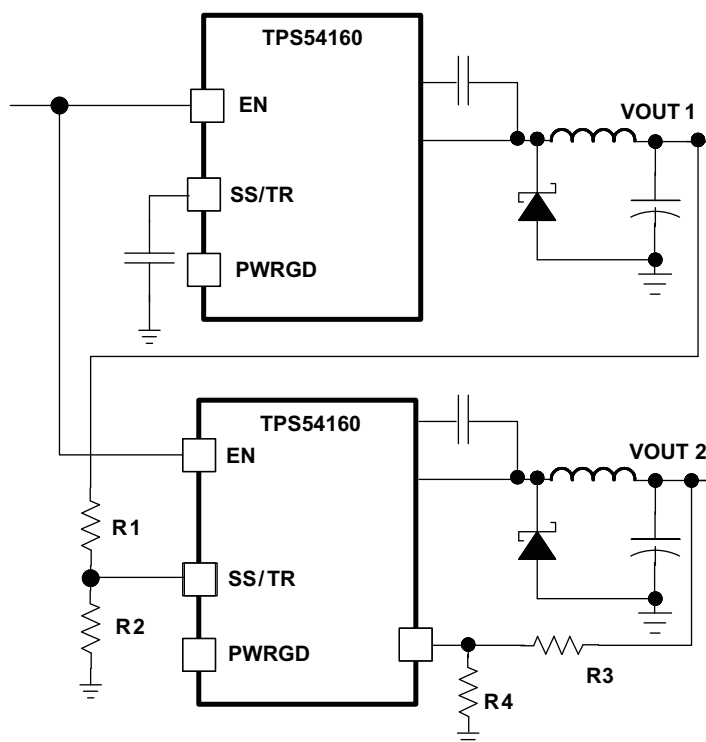 TPS54160
EN
VOUT 1
SS/TR
PWRGD
TPS54160
EN
VOUT 2
R1
SS/TR
R2
PWRGD
R3
R4